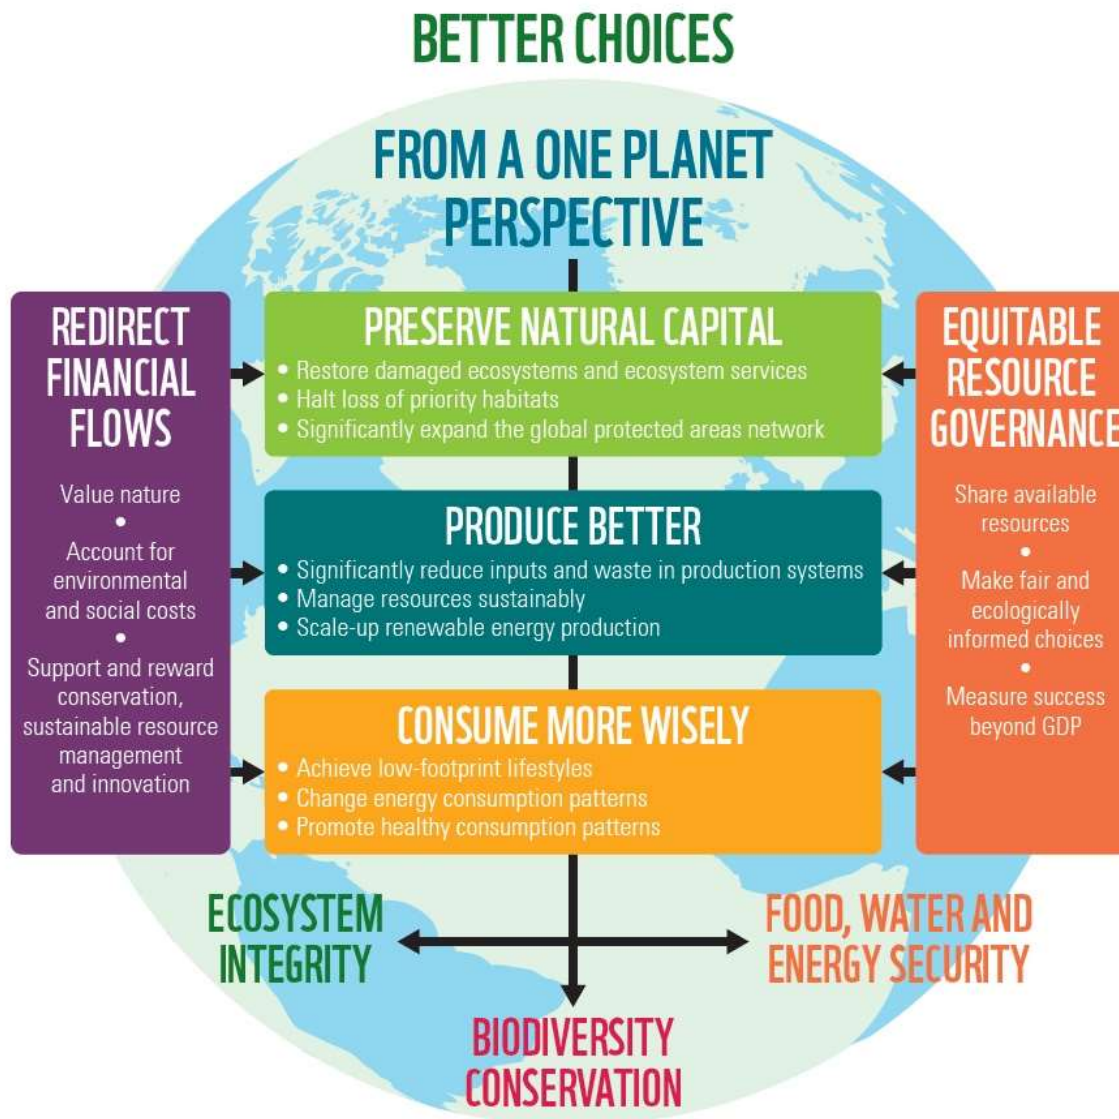 BETTER CHOICES
FROM A ONE PLANET
PERSPECTIVE
REDIRECT
FINANCIAL
FLOWS
Value nature
•
Account for
environmental
and social costs
•
Support and reward
conservation,
sustainable resource
management
and innovation
PRESERVE NATURAL CAPITAL
• Restore damaged ecosystems and ecosystem services
• Halt loss of priority habitats
• Significantly expand the global protected areas network
PRODUCE BETTER
• Significantly reduce inputs and waste in production systems
• Manage resources sustainably
• Scale-up renewable energy production
CONSUME MORE WISELY
• Achieve low-footprint lifestyles
• Change energy consumption patterns
• Promote healthy consumption patterns
EQUITABLE
RESOURCE
GOVERNANCE
Share available
resources
•
Make fair and
ecologically
informed choices
•
Measure success
beyond GDP
ECOSYSTEM
INTEGRITY
FOOD, WATER AND
ENERGY SECURITY
BIODIVERSITY
CONSERVATION